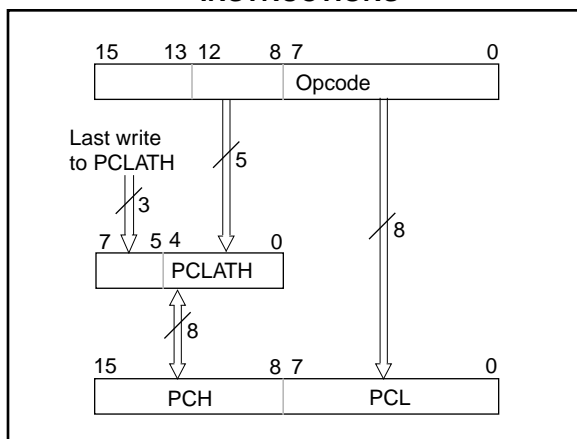 INSTRUCTIONS
15 13 12 8 7 0
Opcode
Last write
to PCLATH
5
3
8
7 5 4 0
PCLATH
8
15 8 7 0
PCH PCL